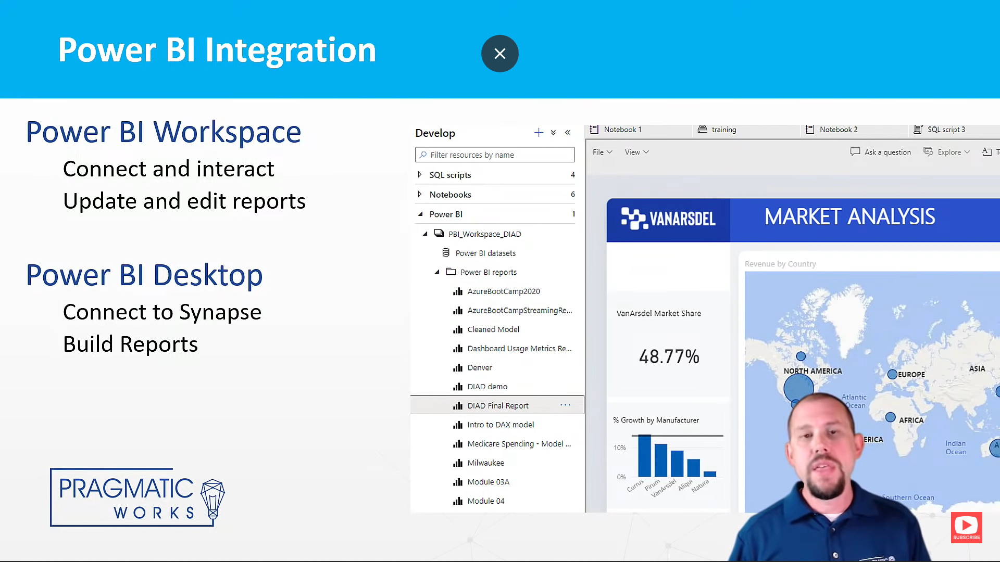 Power BI Integration
Power BI Workspace
Connect and interact
Update and edit reports
Power BI Desktop
Connect to Synapse
Build Reports
PRAGMATIC
WORKS
Develop
Filter resources by name
SQL scripts 4
Notebooks 6
Power BI 1
PBI_Workspace_DIAD
Power BI datasets
Power BI reports
AzureBootCamp2020
AzureBootCampStreamingRe...
Cleaned Model
Dashboard Usage Metrics Re...
Denver
DIAD demo
DIAD Final Report ...
Intro to DAX model
Medicare Spending - Model ...
Milwaukee
Module 03A
Module 04
Notebook 1 training Notebook 2 SQL script 3
File View Ask a question Explore
VANARSDEL
MARKET ANALYSIS
Revenue by Country
VanArsdel Market Share
48.77%
% Growth by Manufacturer
10%
0%
Currus Pirum VanArsdel Aliqui Natura
NORTH AMERICA
EUROPE
ASIA
Atlantic
Ocean
AFRICA
ERICA
Indian
Ocean
Southern Ocean
SUBSCRIBE
PRAGMATIC